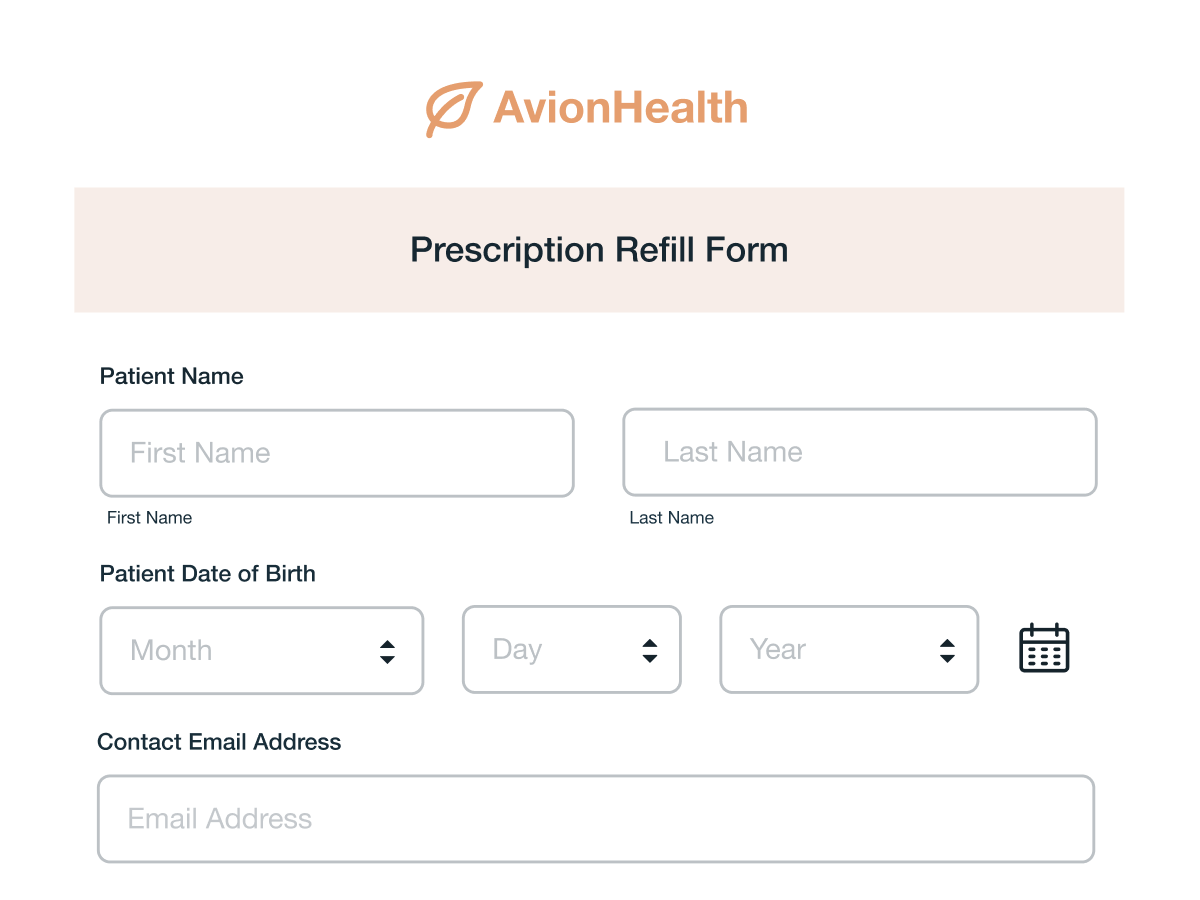 AvionHealth
Prescription Refill Form
Patient Name
First Name
Last Name
First Name
Last Name
Patient Date of Birth
Month
Day
Year
Contact Email Address
Email Address